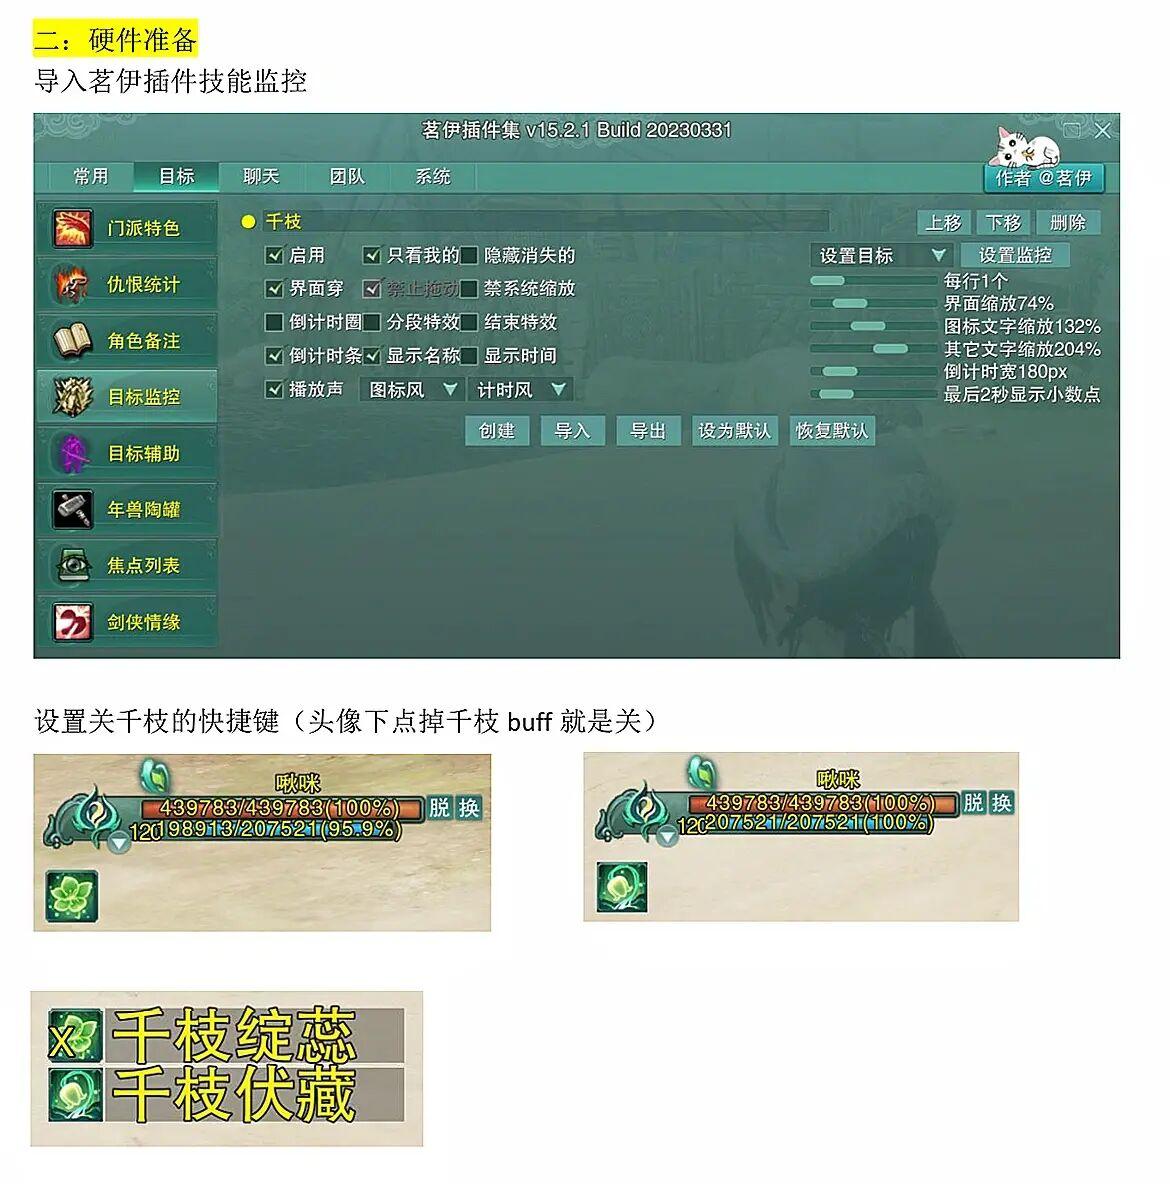 二：硬件准备
导入茗伊插件技能监控
茗伊插件集 v15.2.1 Build 20230331
常用 目标 聊天 团队 系统
作者 @茗伊
门派特色
仇恨统计
角色备注
目标监控
目标辅助
年兽陶罐
焦点列表
剑侠情缘
千枝 上移 下移 删除
启用 只看我的 隐藏消失的 设置目标 设置监控
界面穿 禁止拖动 禁系统缩放
倒计时圈 分段特效 结束特效
倒计时条 显示名称 显示时间
播放声 图标风 计时风
每行1个
界面缩放74%
图标文字缩放132%
其它文字缩放204%
倒计时宽180px
最后2秒显示小数点
创建 导入 导出 设为默认 恢复默认
设置关千枝的快捷键（头像下点掉千枝 buff 就是关）
啾咪
439783/439783(100%) 脱 换
120 198913/207521(95.9%)
啾咪
439783/439783(100%) 脱 换
120 207521/207521(100%)
X 千枝绽蕊
千枝伏藏